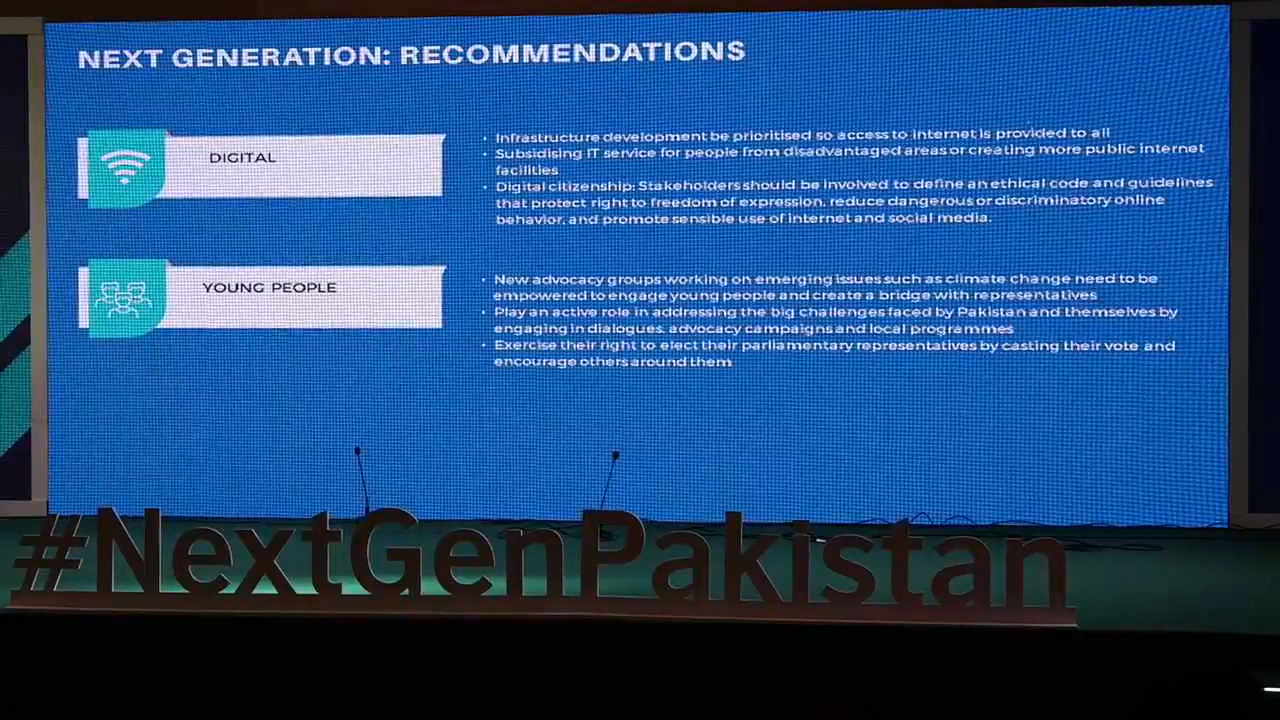 NEXT GENERATION: RECOMMENDATIONS
DIGITAL
• Infrastructure development be prioritised so access to internet is provided to all
• Subsidising IT service for people from disadvantaged areas or creating more public internet
facilities
• Digital citizenship: Stakeholders should be involved to define an ethical code and guidelines
that protect right to freedom of expression, reduce dangerous or discriminatory online
behavior, and promote sensible use of internet and social media.
YOUNG PEOPLE
• New advocacy groups working on emerging issues such as climate change need to be
empowered to engage young people and create a bridge with representatives
• Play an active role in addressing the big challenges faced by Pakistan and themselves by
engaging in dialogues, advocacy campaigns and local programmes
• Exercise their right to elect their parliamentary representatives by casting their vote and
encourage others around them
#NextGenPakistan